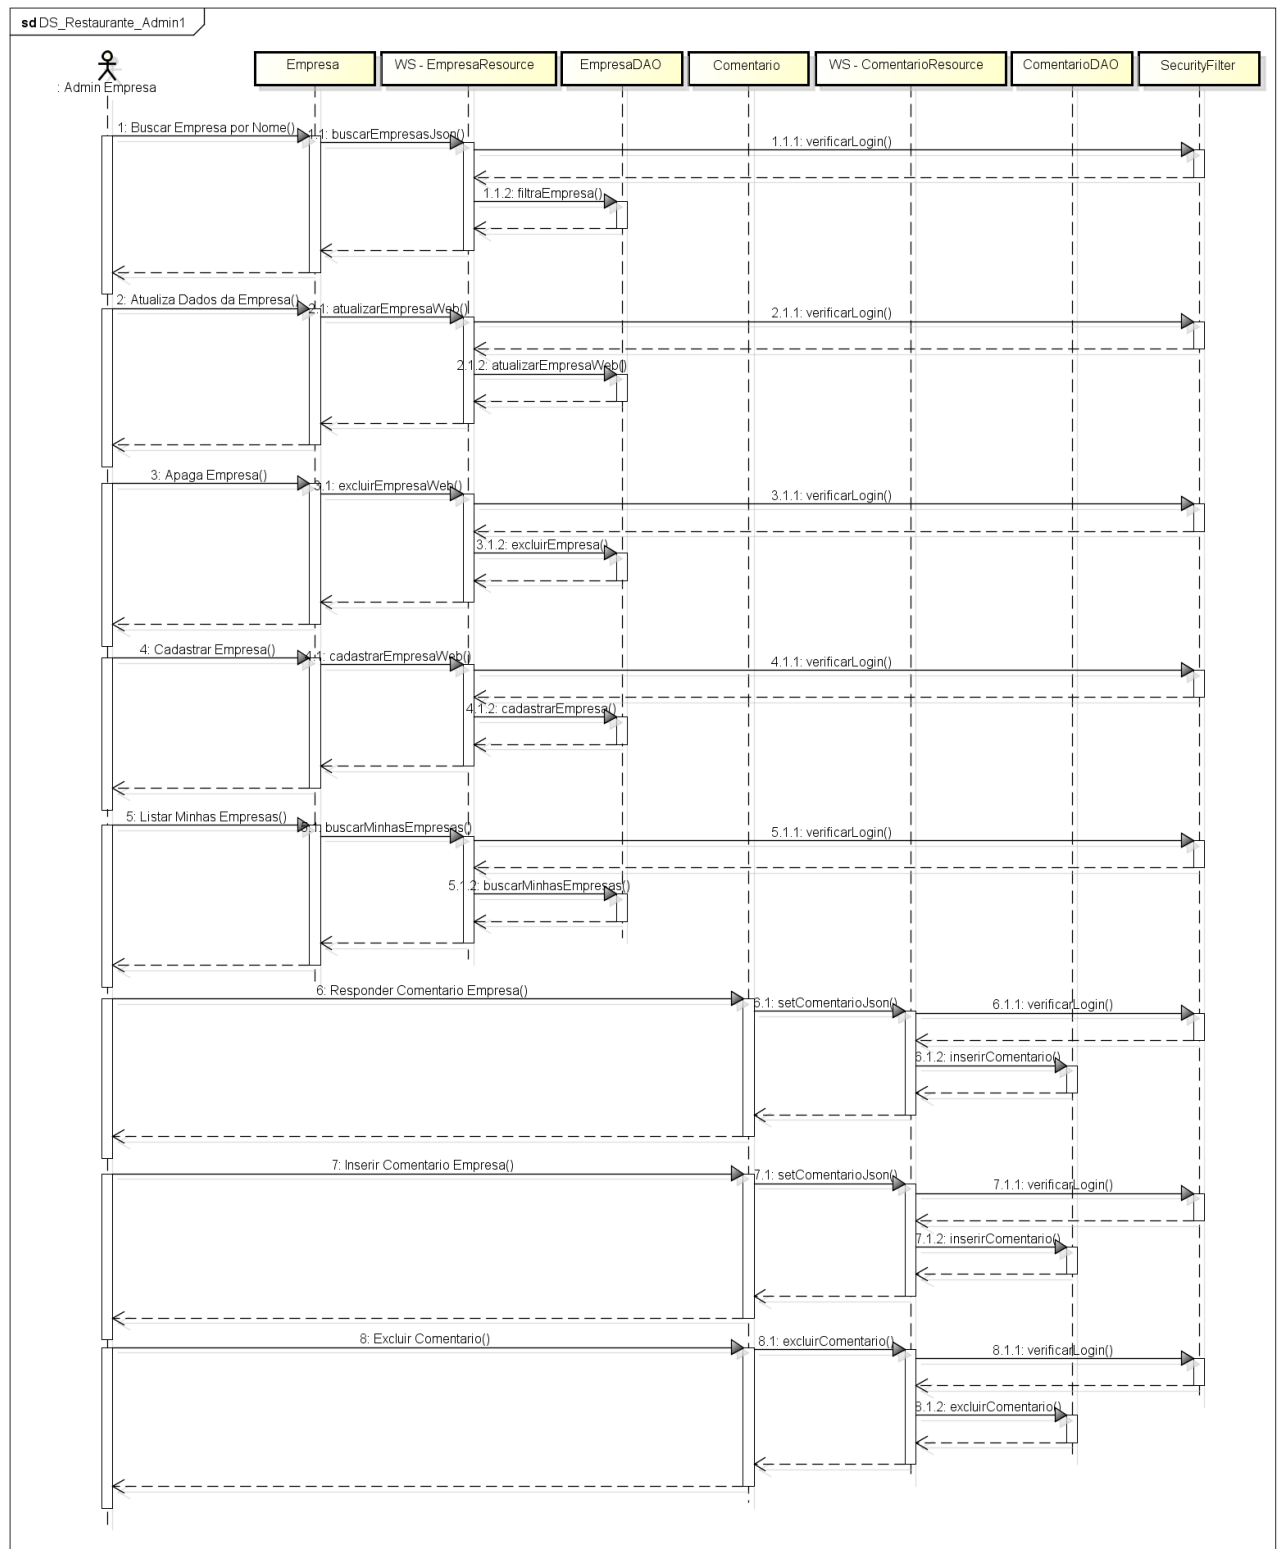 sd DS_Restaurante_Admin1
: Admin Empresa
Empresa
WS - EmpresaResource
EmpresaDAO
Comentario
WS - ComentarioResource
ComentarioDAO
SecurityFilter
1: Buscar Empresa por Nome()
1.1: buscarEmpresasJson()
1.1.1: verificarLogin()
1.1.2: filtraEmpresa()
2: Atualiza Dados da Empresa()
2.1: atualizarEmpresaWeb()
2.1.1: verificarLogin()
2.1.2: atualizarEmpresaWeb()
3: Apaga Empresa()
3.1: excluirEmpresaWeb()
3.1.1: verificarLogin()
3.1.2: excluirEmpresa()
4: Cadastrar Empresa()
4.1: cadastrarEmpresaWeb()
4.1.1: verificarLogin()
4.1.2: cadastrarEmpresa()
5: Listar Minhas Empresas()
5.1: buscarMinhasEmpresas()
5.1.1: verificarLogin()
5.1.2: buscarMinhasEmpresas()
6: Responder Comentario Empresa()
6.1: setComentarioJson()
6.1.1: verificarLogin()
6.1.2: inserirComentario()
7: Inserir Comentario Empresa()
7.1: setComentarioJson()
7.1.1: verificarLogin()
7.1.2: inserirComentario()
8: Excluir Comentario()
8.1: excluirComentario()
8.1.1: verificarLogin()
8.1.2: excluirComentario()